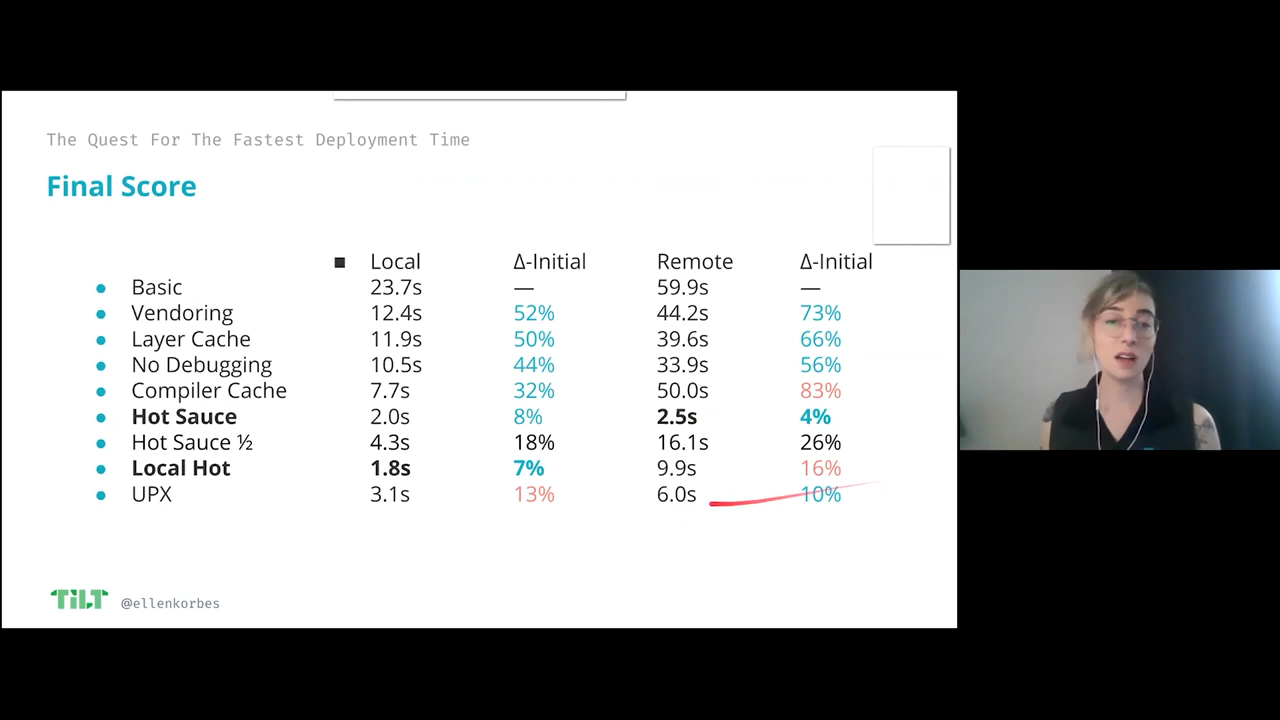 The Quest For The Fastest Deployment Time
Final Score
■ Local Δ-Initial Remote Δ-Initial
● Basic 23.7s — 59.9s —
● Vendoring 12.4s 52% 44.2s 73%
● Layer Cache 11.9s 50% 39.6s 66%
● No Debugging 10.5s 44% 33.9s 56%
● Compiler Cache 7.7s 32% 50.0s 83%
● Hot Sauce 2.0s 8% 2.5s 4%
● Hot Sauce ½ 4.3s 18% 16.1s 26%
● Local Hot 1.8s 7% 9.9s 16%
● UPX 3.1s 13% 6.0s 10%
TILT @ellenkorbes